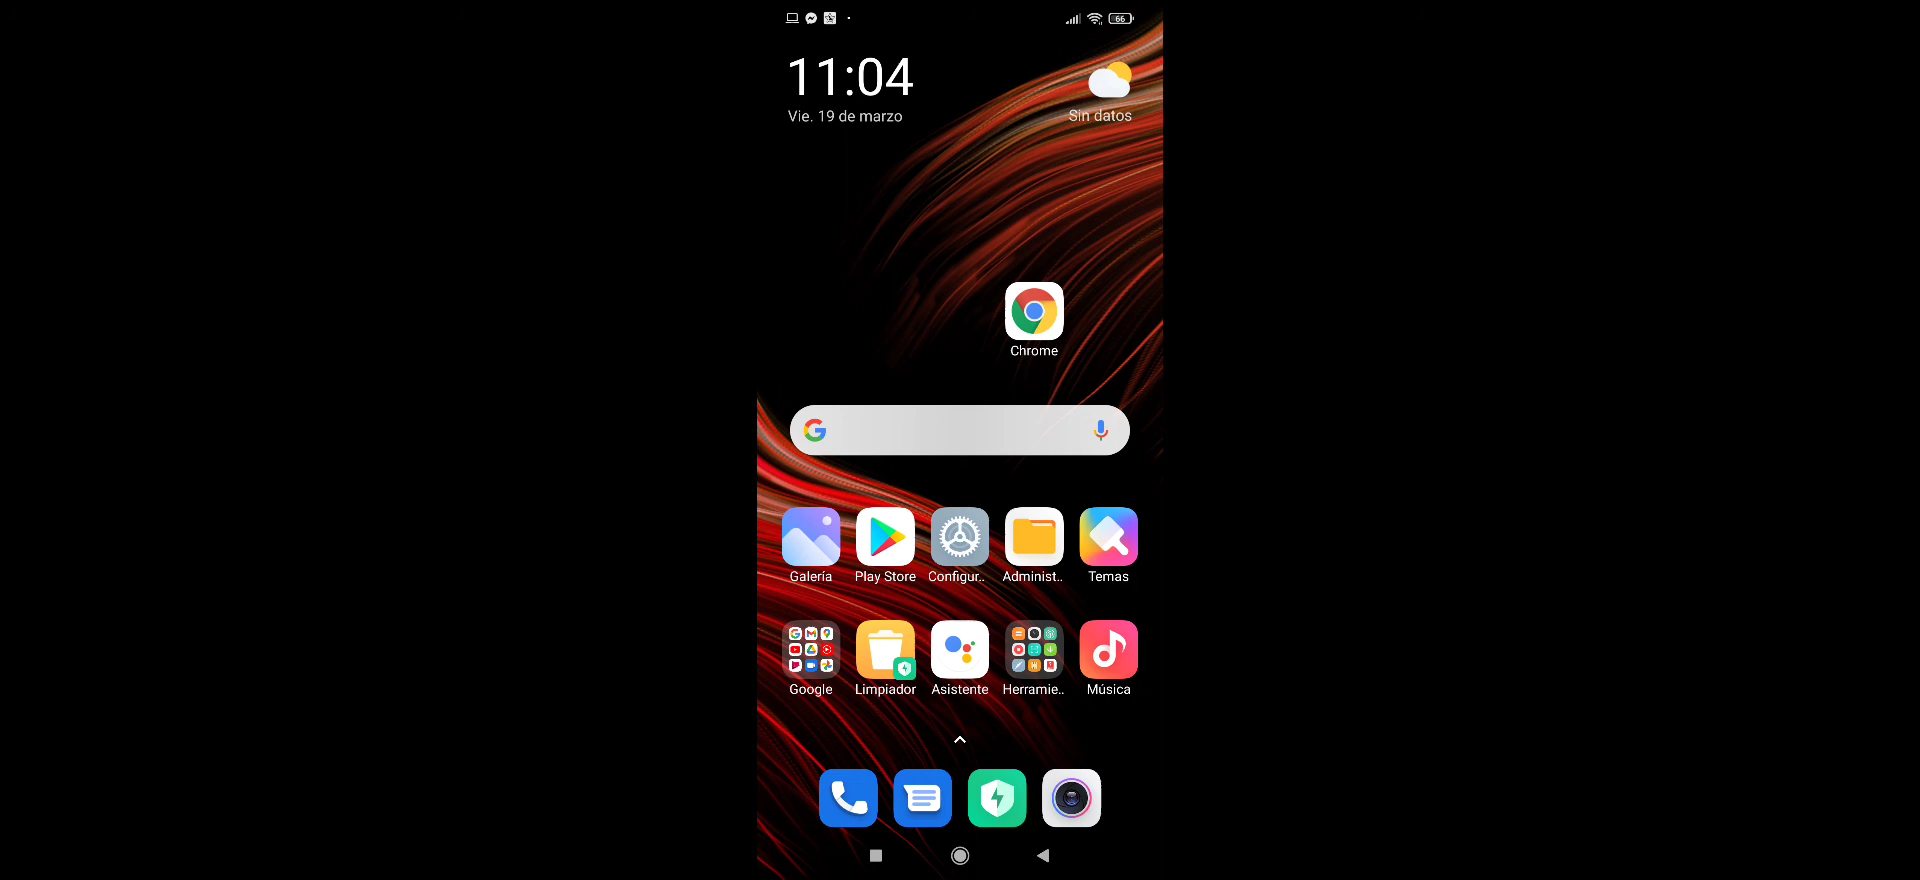 66
11:04
Vie. 19 de marzo
Sin datos
Chrome
Galería
Play Store
Configur..
Administ..
Temas
Google
Limpiador
Asistente
Herramie..
Música